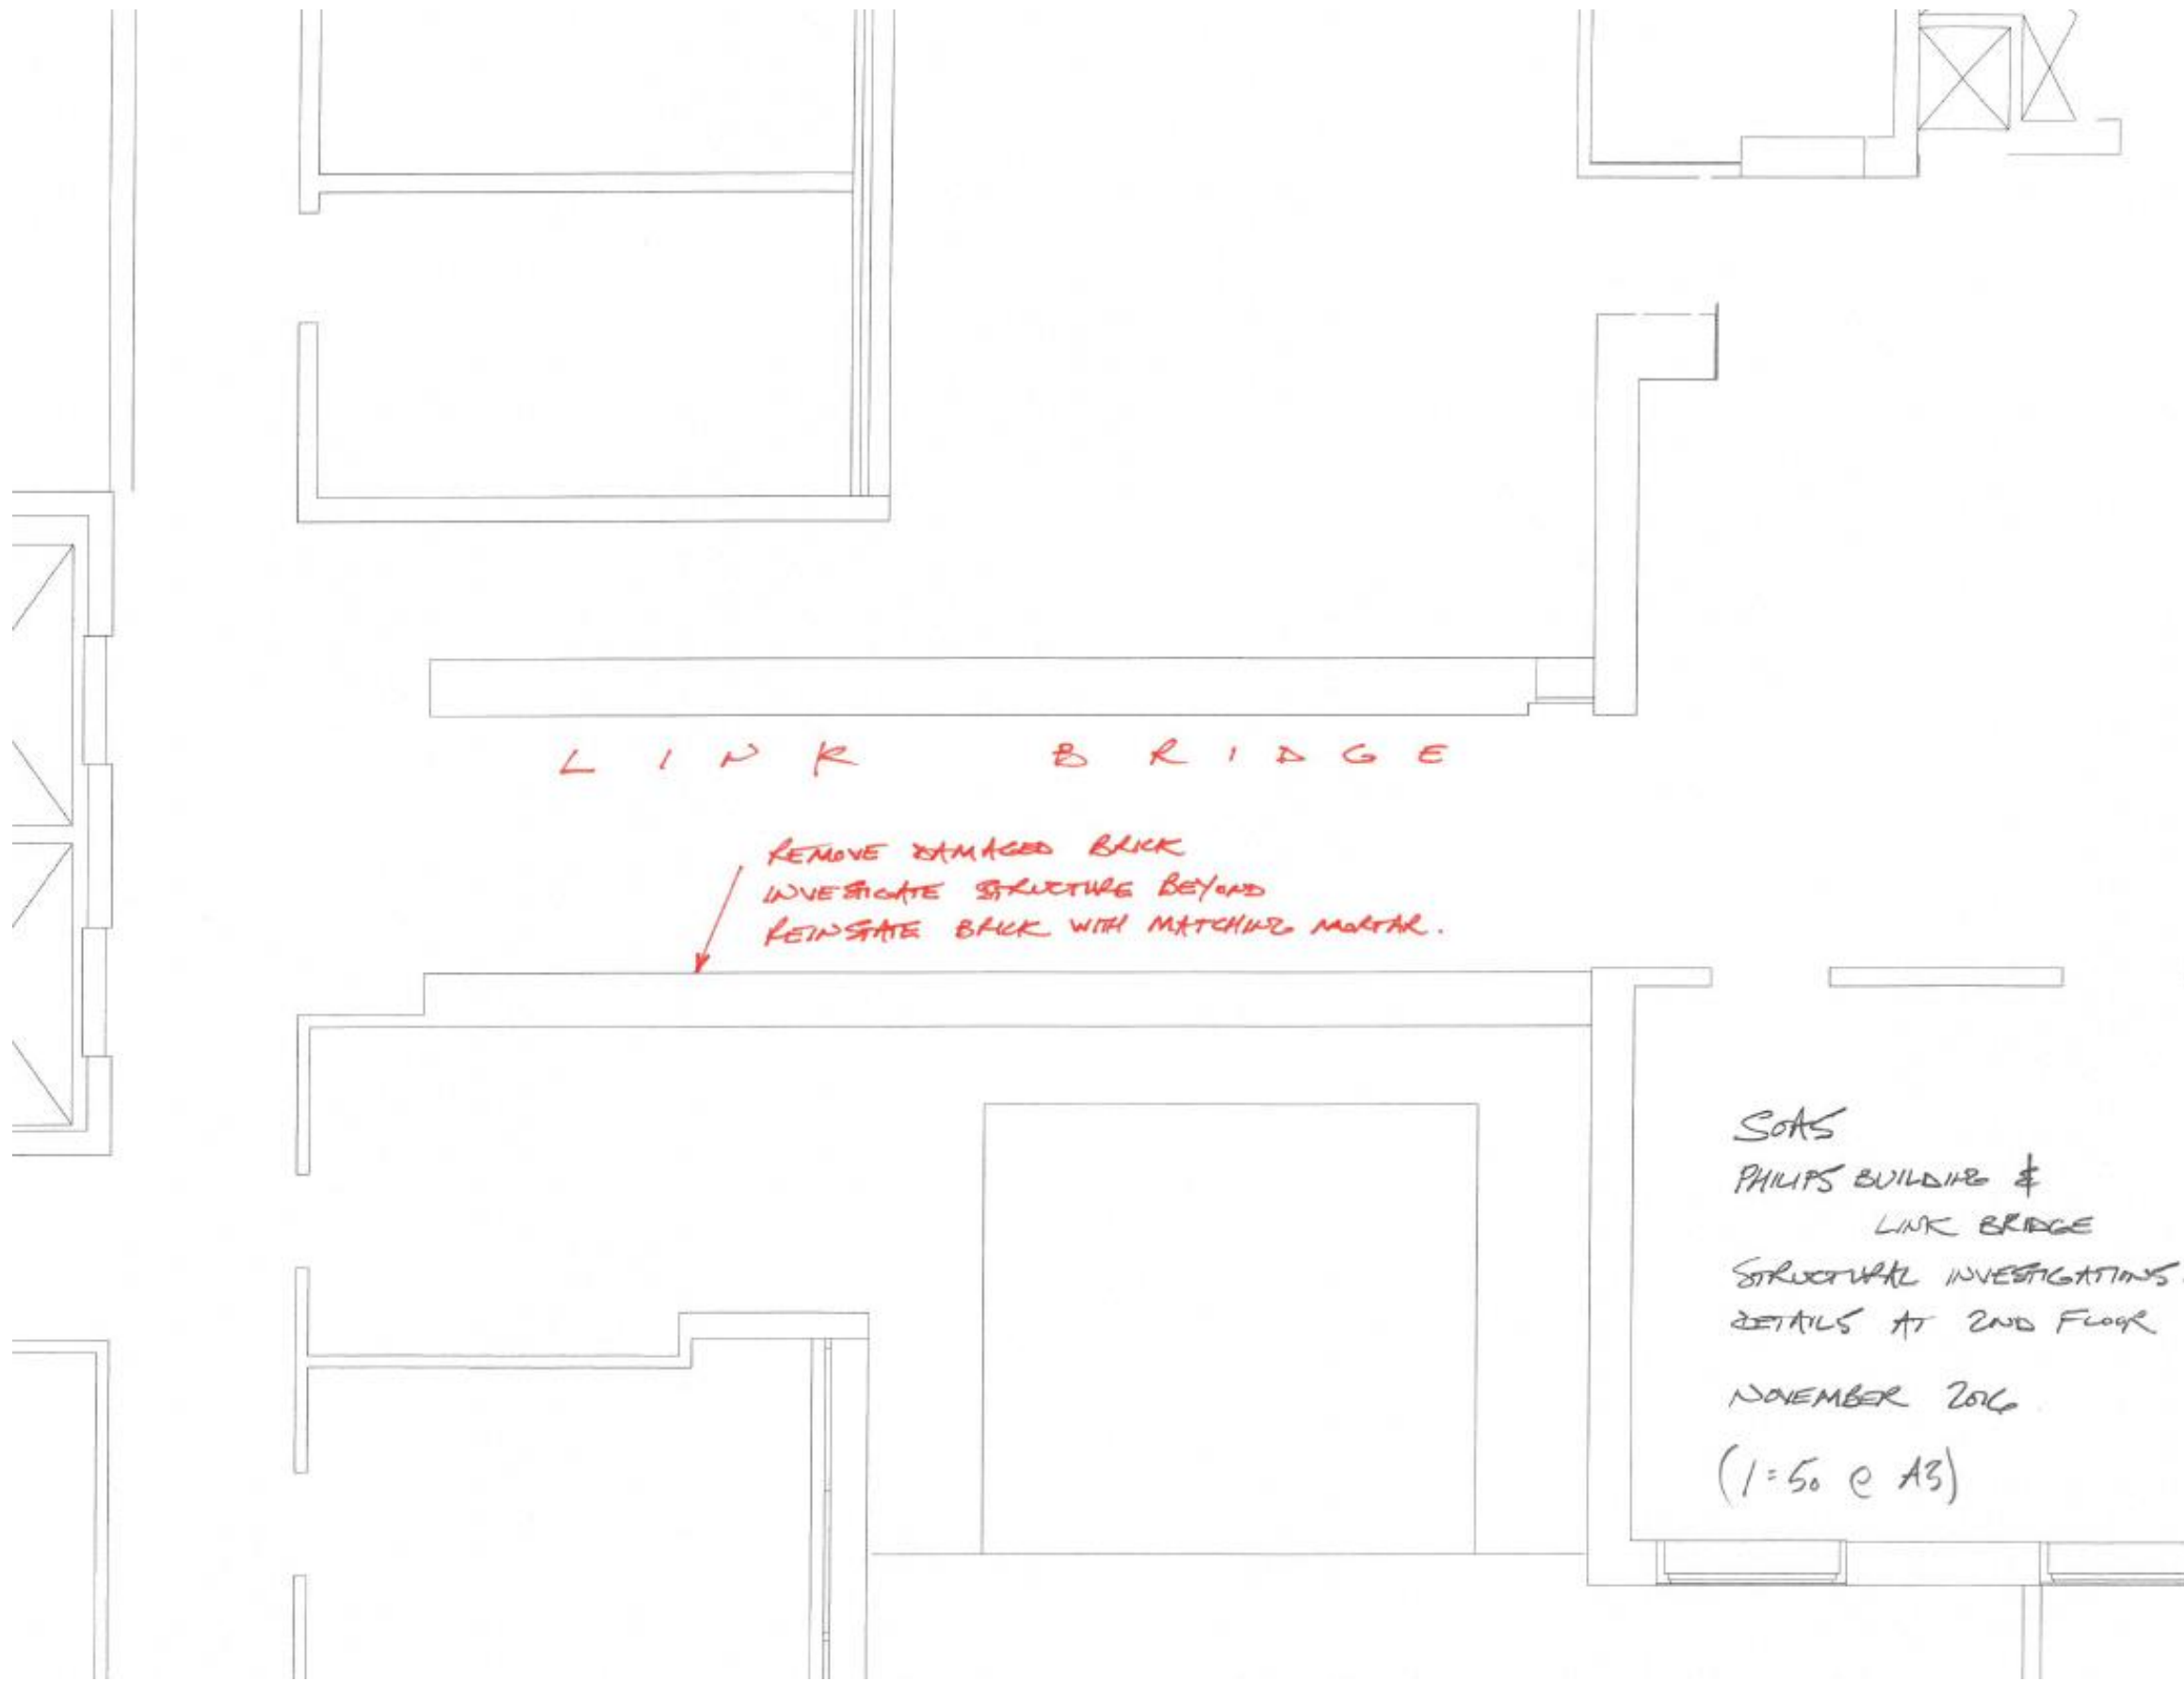 LINK BRIDGE
REMOVE DAMAGED BRICK
INVESTIGATE STRUCTURE BEYOND
REINSTATE BRICK WITH MATCHING MORTAR.
SOAS
PHILIPS BUILDING &
LINK BRIDGE
STRUCTURAL INVESTIGATIONS.
DETAILS AT 2ND FLOOR
NOVEMBER 2016.
(1:50 @ A3)